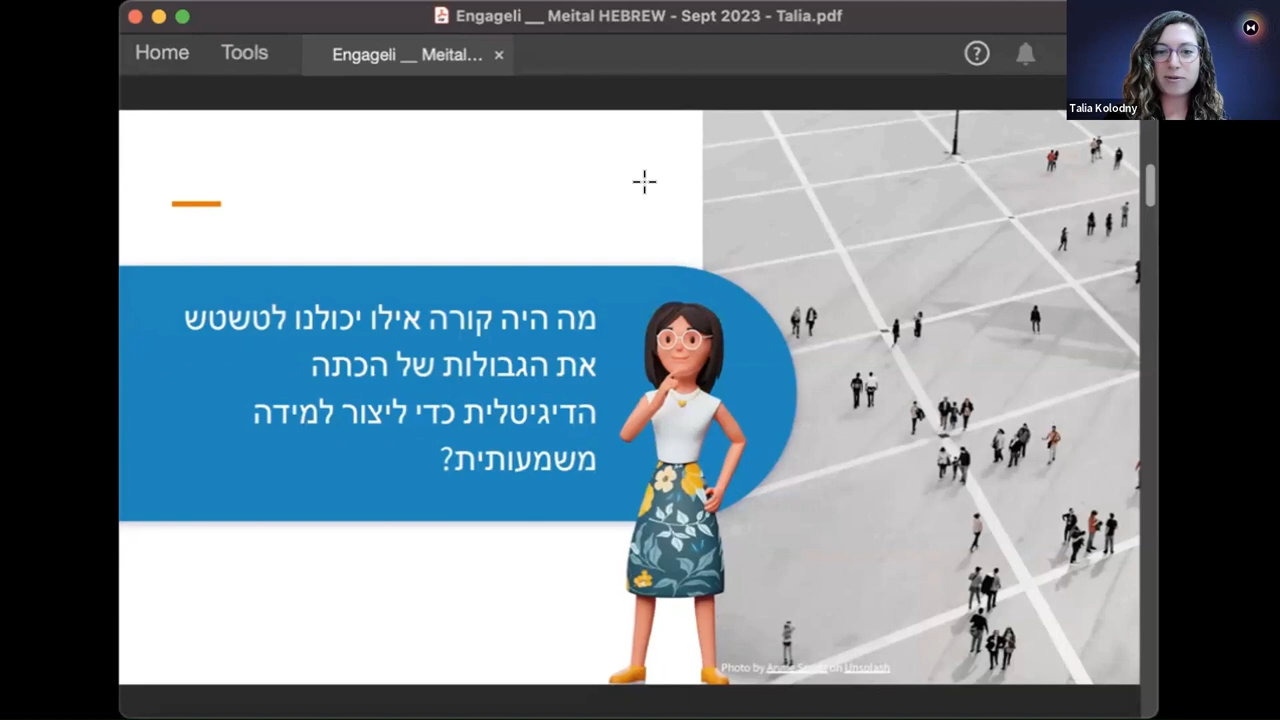 Engageli __ Meital HEBREW - Sept 2023 - Talia.pdf
Home
Tools
Engageli __ Meital...
Talia Kolodny
מה היה קורה אילו יכולנו לטשטש
את הגבולות של הכתה
הדיגיטלית כדי ליצור למידה
משמעותית?
Photo by on Unsplash